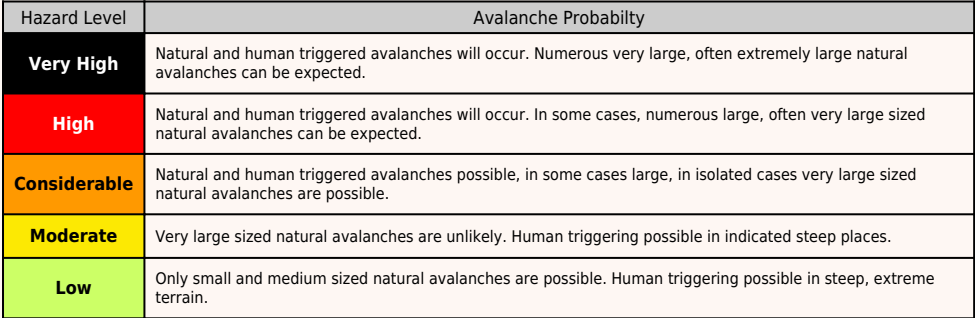 Hazard Level
Avalanche Probabilty
Very High
Natural and human triggered avalanches will occur. Numerous very large, often extremely large natural
avalanches can be expected.
High
Natural and human triggered avalanches will occur. In some cases, numerous large, often very large sized
natural avalanches can be expected.
Considerable
Natural and human triggered avalanches possible, in some cases large, in isolated cases very large sized
natural avalanches are possible.
Moderate
Very large sized natural avalanches are unlikely. Human triggering possible in indicated steep places.
Low
Only small and medium sized natural avalanches are possible. Human triggering possible in steep, extreme
terrain.